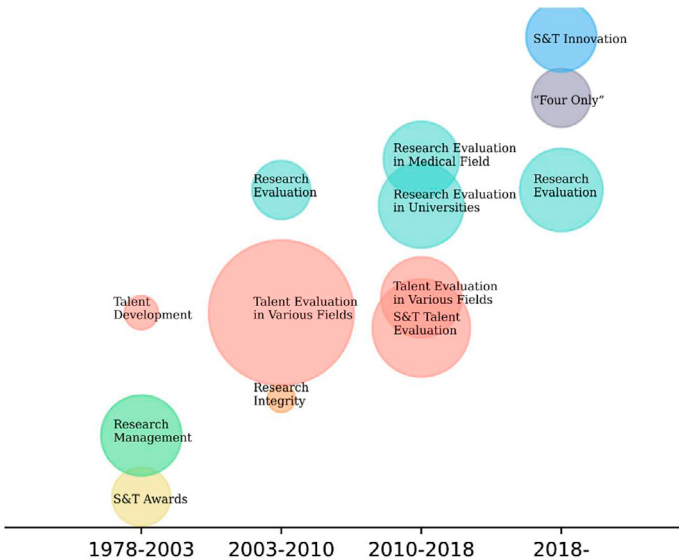 S&T Innovation
“Four Only”
Research Evaluation
in Medical Field
Research
Evaluation
Research Evaluation
in Universities
Research
Evaluation
Talent
Development
Talent Evaluation
in Various Fields
Talent Evaluation
in Various Fields
S&T Talent
Evaluation
Research
Integrity
Research
Management
S&T Awards
1978-2003
2003-2010
2010-2018
2018-